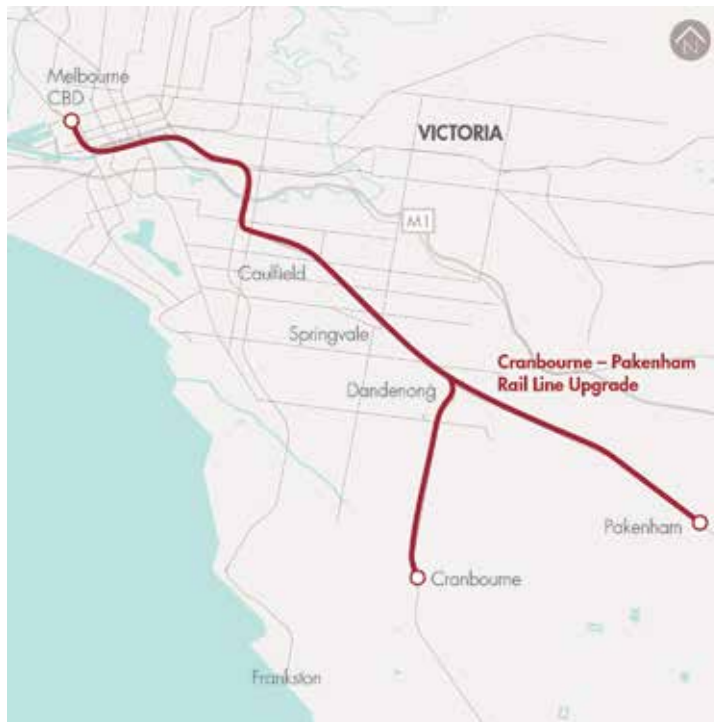 N
Melbourne
CBD
VICTORIA
M1
Caulfield
Springvale
Cranbourne – Pakenham
Rail Line Upgrade
Dandenong
Pakenham
Cranbourne
Frankston